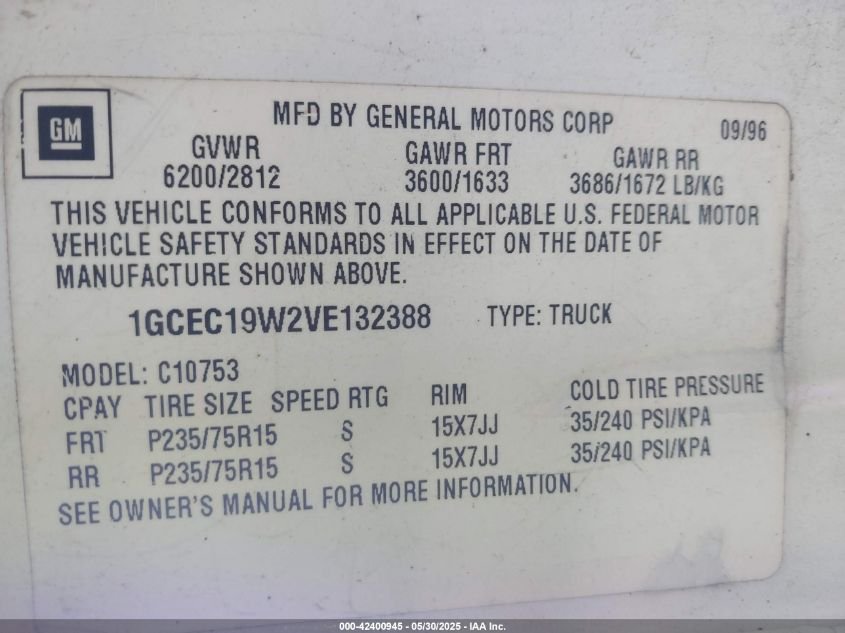 GM
MFD BY GENERAL MOTORS CORP 09/96
GVWR GAWR FRT GAWR RR
6200/2812 3600/1633 3686/1672 LB/KG
THIS VEHICLE CONFORMS TO ALL APPLICABLE U.S. FEDERAL MOTOR
VEHICLE SAFETY STANDARDS IN EFFECT ON THE DATE OF
MANUFACTURE SHOWN ABOVE.
1GCEC19W2VE132388 TYPE: TRUCK
MODEL: C10753
CPAY TIRE SIZE SPEED RTG RIM COLD TIRE PRESSURE
FRT P235/75R15 S 15X7JJ 35/240 PSI/KPA
RR P235/75R15 S 15X7JJ 35/240 PSI/KPA
SEE OWNER'S MANUAL FOR MORE INFORMATION.
000-42400945 - 05/30/2025 - IAA Inc.